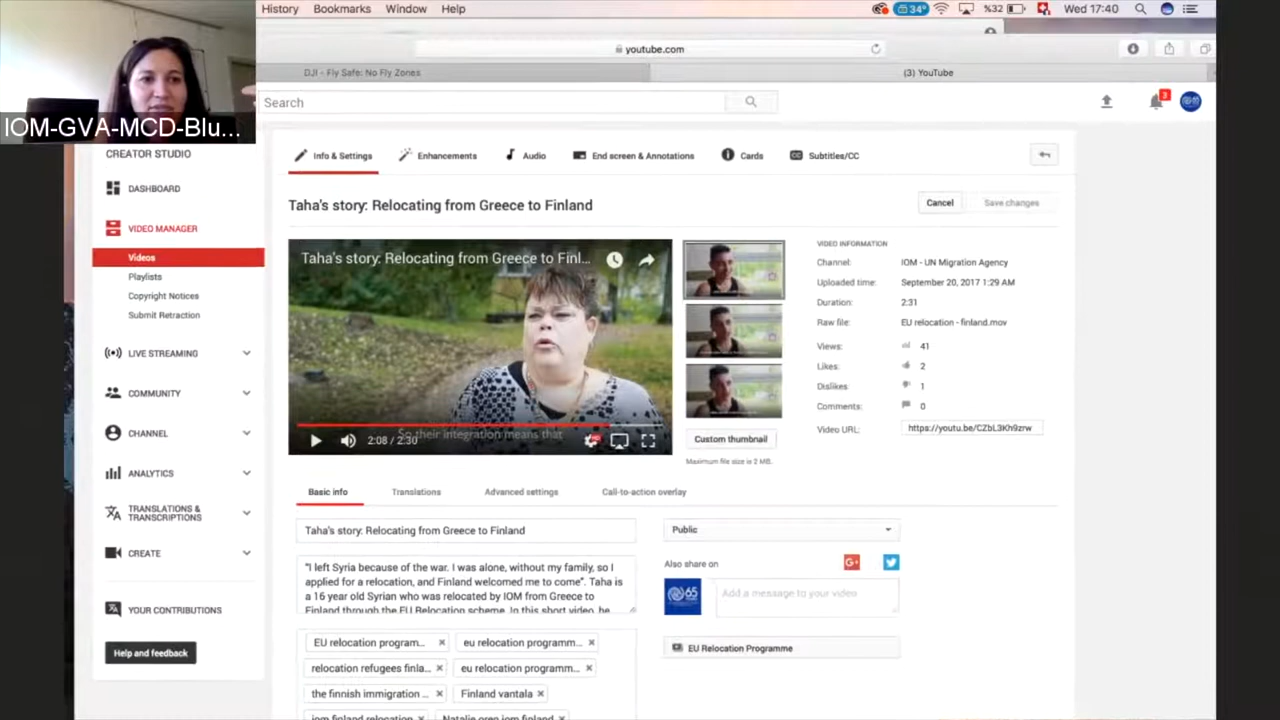 History Bookmarks Window Help
34° %32 Wed 17:40
youtube.com
DJI - Fly Safe: No Fly Zones
(3) YouTube
IOM-GVA-MCD-Blu...
Search
3
CREATOR STUDIO
DASHBOARD
VIDEO MANAGER
Videos
Playlists
Copyright Notices
Submit Retraction
LIVE STREAMING
COMMUNITY
CHANNEL
ANALYTICS
TRANSLATIONS &
TRANSCRIPTIONS
CREATE
YOUR CONTRIBUTIONS
Help and feedback
Info & Settings Enhancements Audio End screen & Annotations Cards CC Subtitles/CC
Taha's story: Relocating from Greece to Finland
Cancel Save changes
Taha's story: Relocating from Greece to Finl...
So their integration means that
2:08 / 2:30
Custom thumbnail
Maximum file size is 2 MB.
VIDEO INFORMATION
Channel: IOM - UN Migration Agency
Uploaded time: September 20, 2017 1:29 AM
Duration: 2:31
Raw file: EU relocation - finland.mov
Views: 41
Likes: 2
Dislikes: 1
Comments: 0
Video URL: https://youtu.be/CZbL3Kh9zrw
Basic info Translations Advanced settings Call-to-action overlay
Taha's story: Relocating from Greece to Finland
"I left Syria because of the war. I was alone, without my family, so I
applied for a relocation, and Finland welcomed me to come". Taha is
a 16 year old Syrian who was relocated by IOM from Greece to
Finland through the EU Relocation scheme. In this short video, he
EU relocation program... × eu relocation programm... ×
relocation refugees finla... × eu relocation programm... ×
the finnish immigration ... × Finland vantala ×
iom finland relocation × Natalie oren iom finland ×
Public
Also share on
G+
65
Add a message to your video
EU Relocation Programme